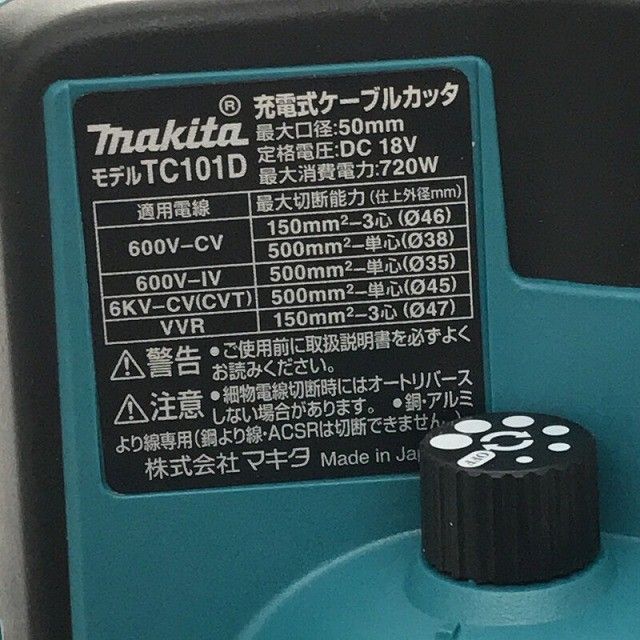 ® 充電式ケーブルカッタ
makita 最大口径:50mm
定格電圧:DC 18V
モデルTC101D 最大消費電力:720W
適用電線 最大切断能力(仕上外径mm)
600V-CV 150mm²-3心(Ø46)
500mm²-単心(Ø38)
600V-IV 500mm²-単心(Ø35)
6KV-CV(CVT) 500mm²-単心(Ø45)
VVR 150mm²-3心(Ø47)
警告 •ご使用前に取扱説明書を必ずよく
お読みください。
注意 •細物電線切断時にはオートリバース
しない場合があります。 •銅・アルミ
より線専用(鋼より線・ACSRは切断できません。)
株式会社マキタ Made in
OFF